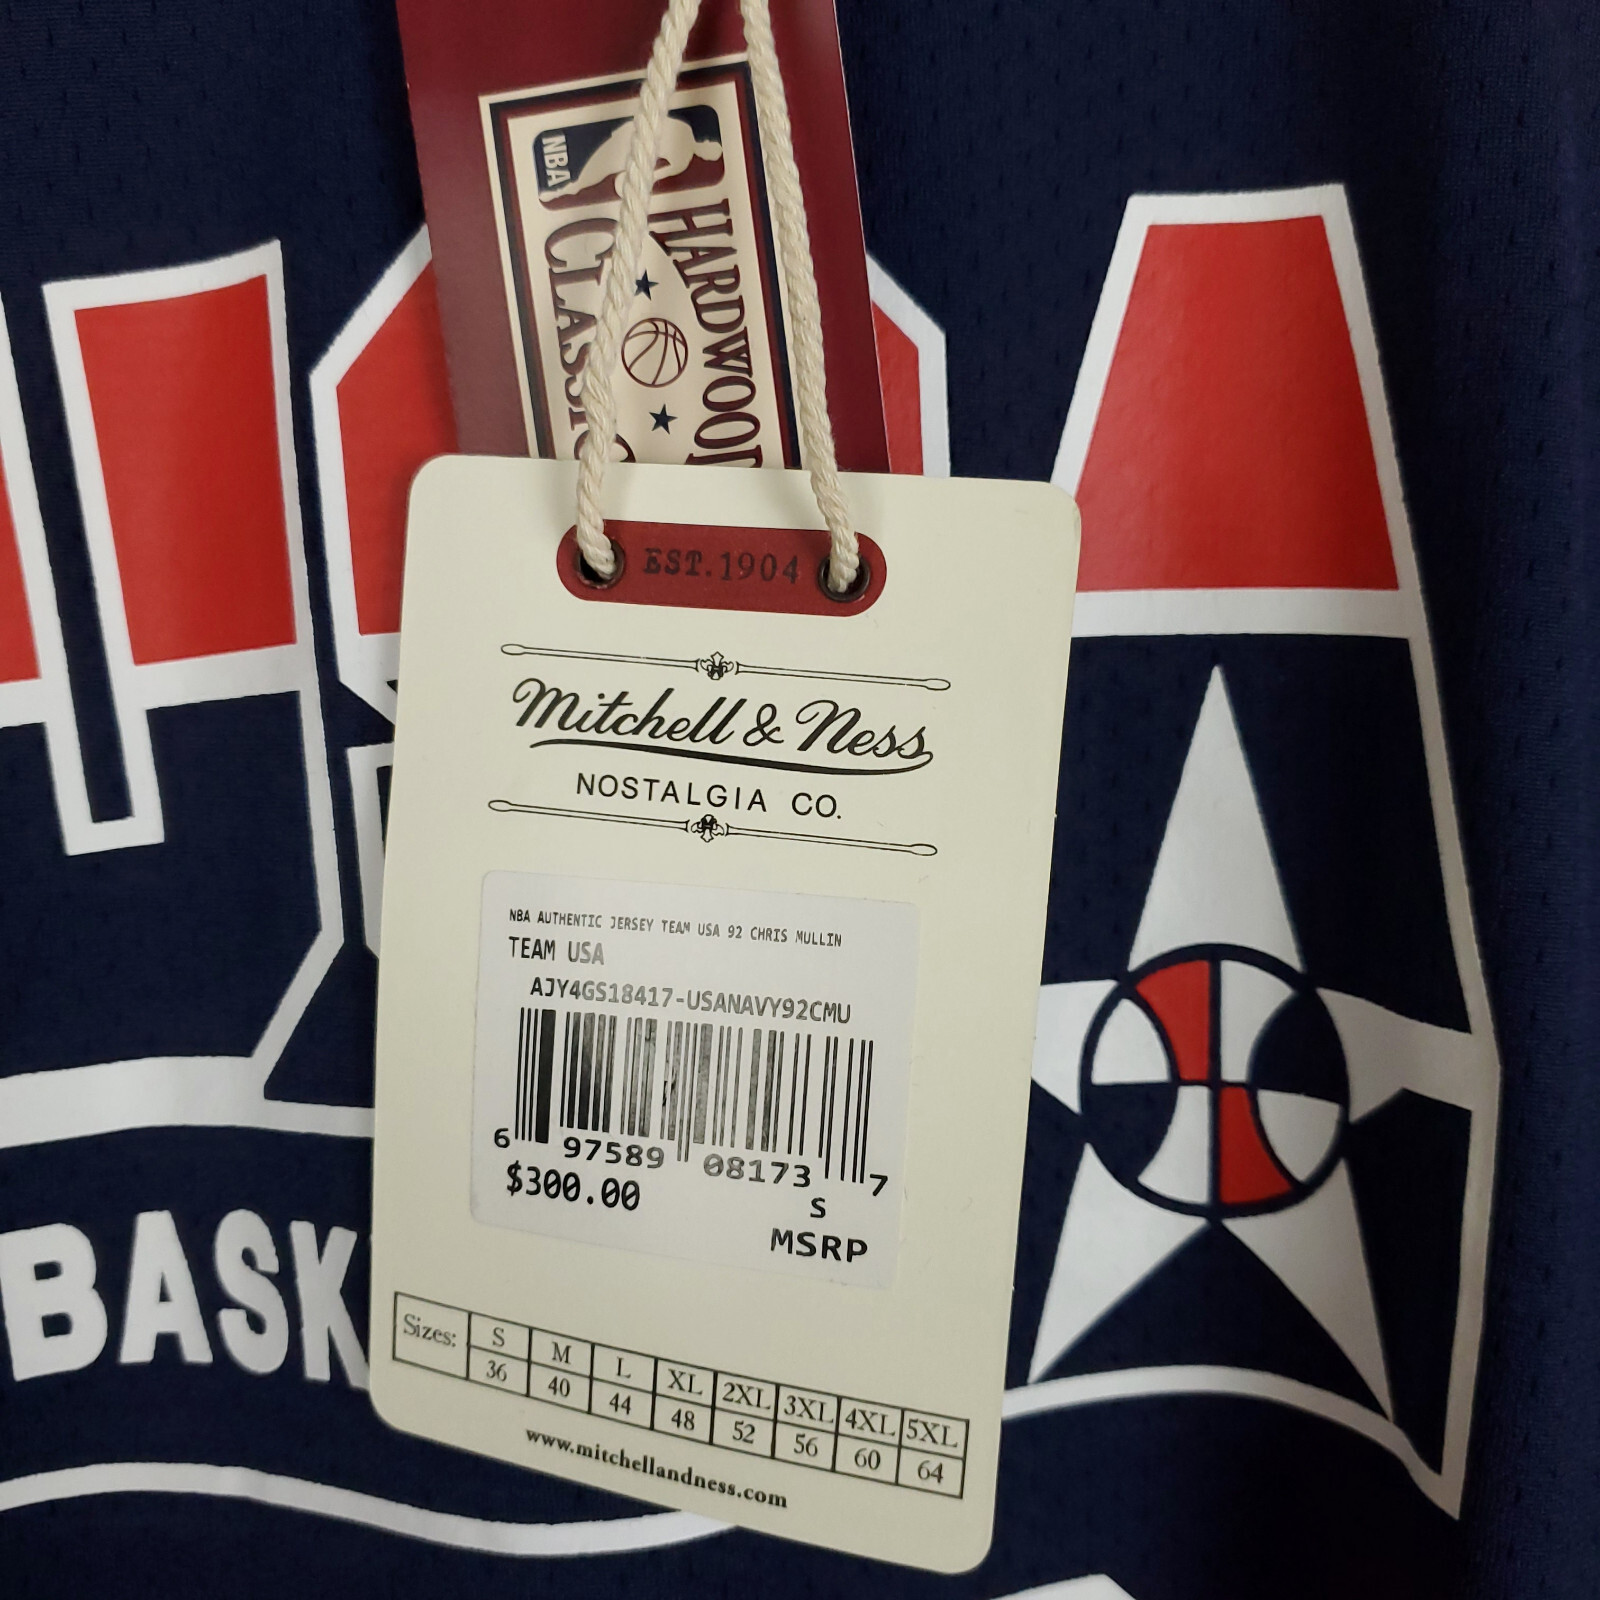 NBA
HARDWOOD
CLASSICS
EST. 1904
Mitchell & Ness
NOSTALGIA CO.
NBA AUTHENTIC JERSEY TEAM USA 92 CHRIS MULLIN
TEAM USA
AJY4GS18417-USANAVY92CMU
6 97589 08173 7
$300.00 S
MSRP
Sizes: S M L XL 2XL 3XL 4XL 5XL
36 40 44 48 52 56 60 64
www.mitchellandness.com
USA
BASK